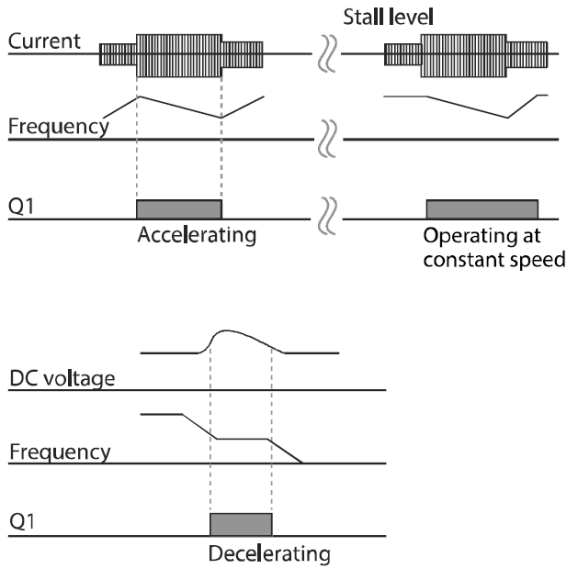 Stall level
Current
Frequency
Q1
Accelerating
Operating at
constant speed
DC voltage
Frequency
Q1
Decelerating